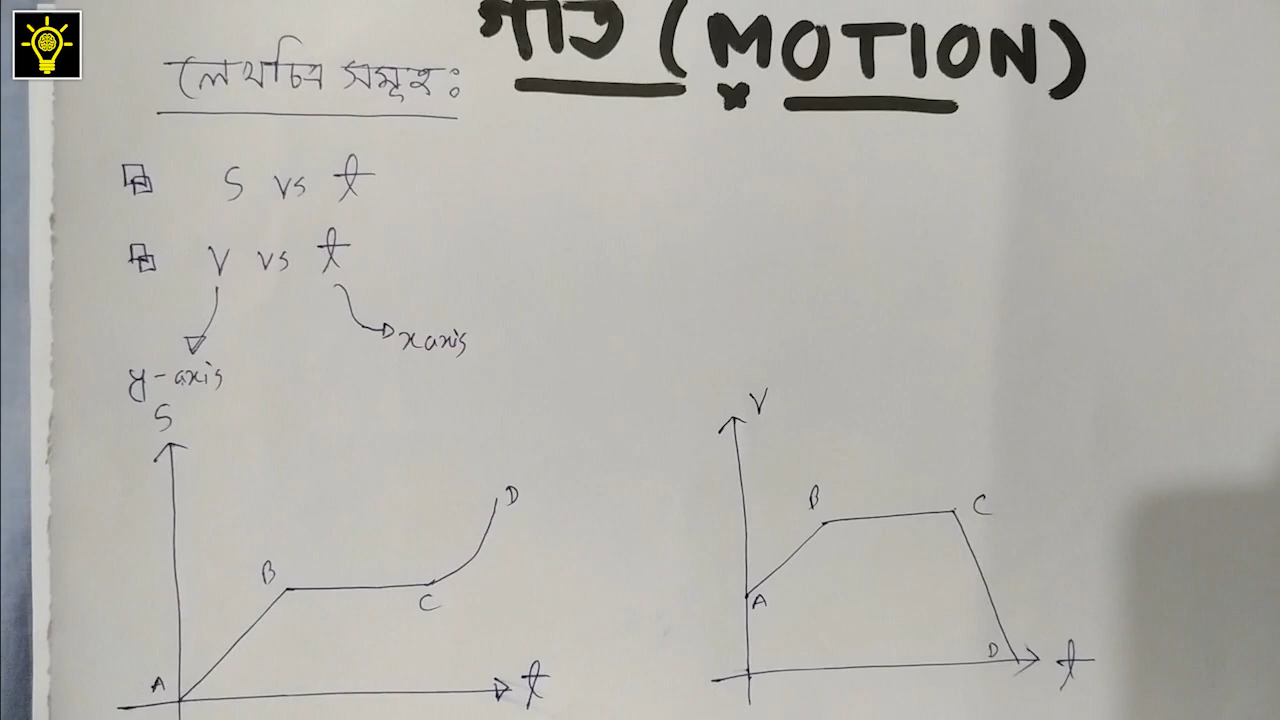 গতি (MOTION)
লেখচিত্র সমূহঃ
S vs t
V vs t
x axis
y-axis
S
V
B
C
D
A
t
B
C
A
D
t